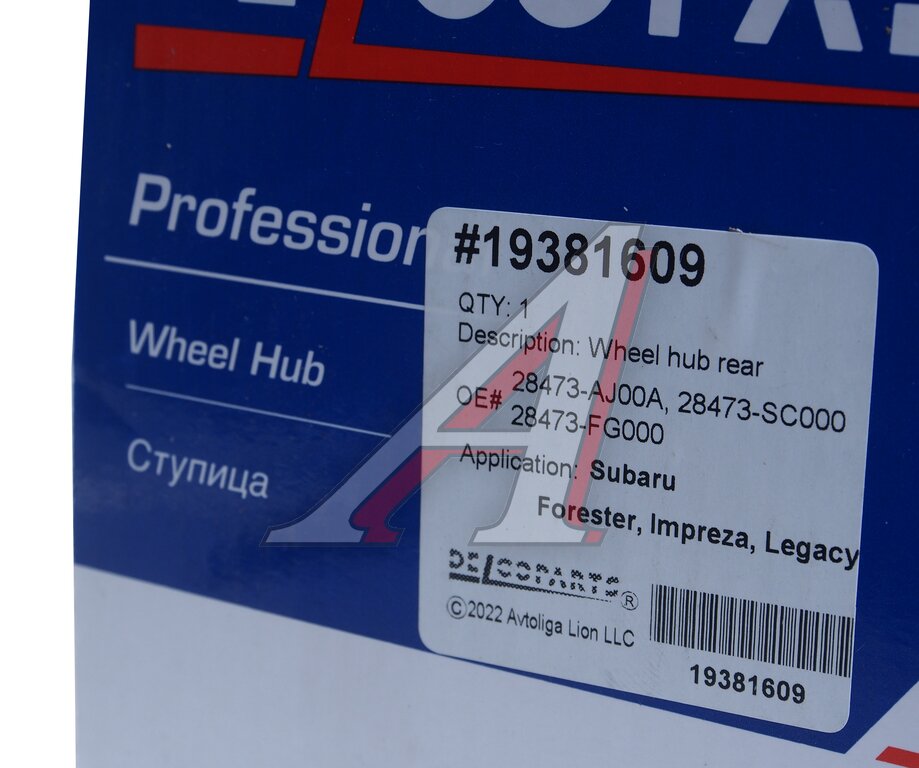 Profession
Wheel Hub
Ступица
#19381609
QTY: 1
Description: Wheel hub rear
OE# 28473-AJ00A, 28473-SC000
28473-FG000
Application: Subaru
Forester, Impreza, Legacy
DELCOPARTS®
©2022 Avtoliga Lion LLC
19381609